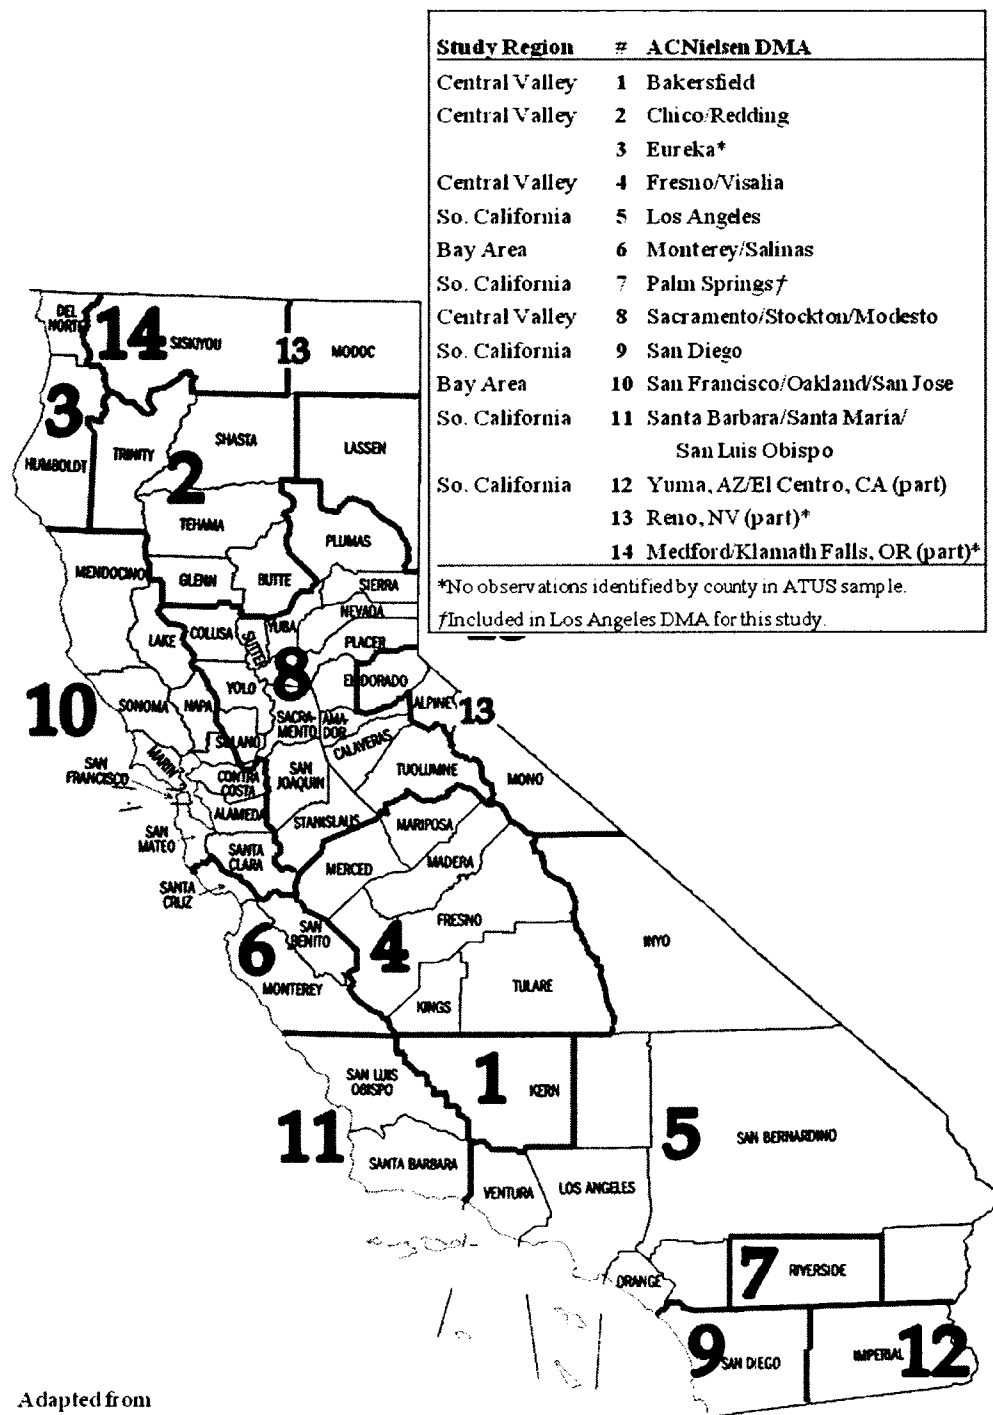 Study Region # ACNielsen DMA
Central Valley 1 Bakersfield
Central Valley 2 Chico/Redding
3 Eureka*
Central Valley 4 Fresno/Visalia
So. California 5 Los Angeles
Bay Area 6 Monterey/Salinas
So. California 7 Palm Springs†
Central Valley 8 Sacramento/Stockton/Modesto
So. California 9 San Diego
Bay Area 10 San Francisco/Oakland/San Jose
So. California 11 Santa Barbara/Santa María/
San Luis Obispo
So. California 12 Yuma, AZ/El Centro, CA (part)
13 Reno, NV (part)*
14 Medford/Klamath Falls, OR (part)*
*No observations identified by county in ATUS sample.
†Included in Los Angeles DMA for this study.
DEL
NORTE
14
SISKIYOU
13
MODOC
3
HUMBOLDT
TRINITY
SHASTA
LASSEN
2
TEHAMA
PLUMAS
MENDOCINO
GLENN
BUTTE
SIERRA
NEVADA
LAKE
COLUSA
SUTTER
YUBA
PLACER
10
SONOMA
NAPA
YOLO
8
ELDORADO
ALPINE
13
SACRA-
MENTO
AMA-
DOR
SOLANO
CALAVERAS
MARIN
SAN
FRANCISCO
CONTRA
COSTA
SAN
JOAQUIN
TUOLUMNE
MONO
ALAMEDA
STANISLAUS
MARIPOSA
SAN
MATEO
SANTA
CLARA
MERCED
MADERA
SANTA
CRUZ
6
SAN
BENITO
4
FRESNO
INYO
MONTEREY
KINGS
TULARE
SAN LUIS
OBISPO
1
KERN
11
5
SAN BERNARDINO
SANTA BARBARA
VENTURA
LOS ANGELES
ORANGE
7
RIVERSIDE
9
SAN DIEGO
IMPERIAL
12
Adapted from